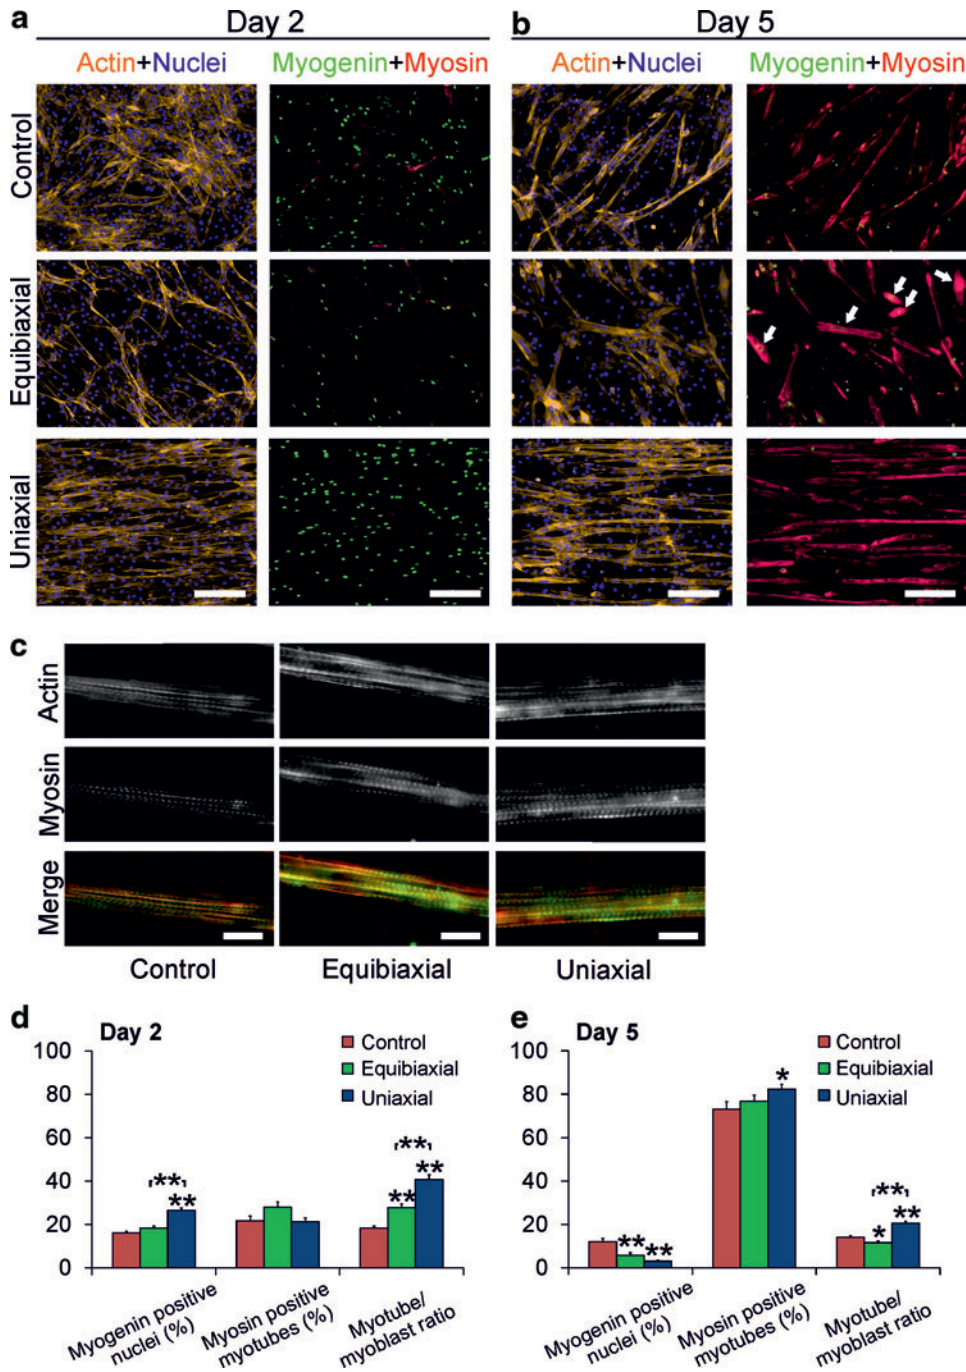 a Day 2
b Day 5
Actin+Nuclei Myogenin+Myosin
Actin+Nuclei Myogenin+Myosin
Control
Equibiaxial
Uniaxial
c
Actin
Myosin
Merge
Control Equibiaxial Uniaxial
d Day 2
Control
Equibiaxial
Uniaxial
100
80
60
40
20
0
**
**
**
**
**
Myogenin positive
nuclei (%)
Myosin positive
myotubes (%)
Myotube/
myoblast ratio
e Day 5
Control
Equibiaxial
Uniaxial
100
80
60
40
20
0
**
**
*
*
**
**
Myogenin positive
nuclei (%)
Myosin positive
myotubes (%)
Myotube/
myoblast ratio